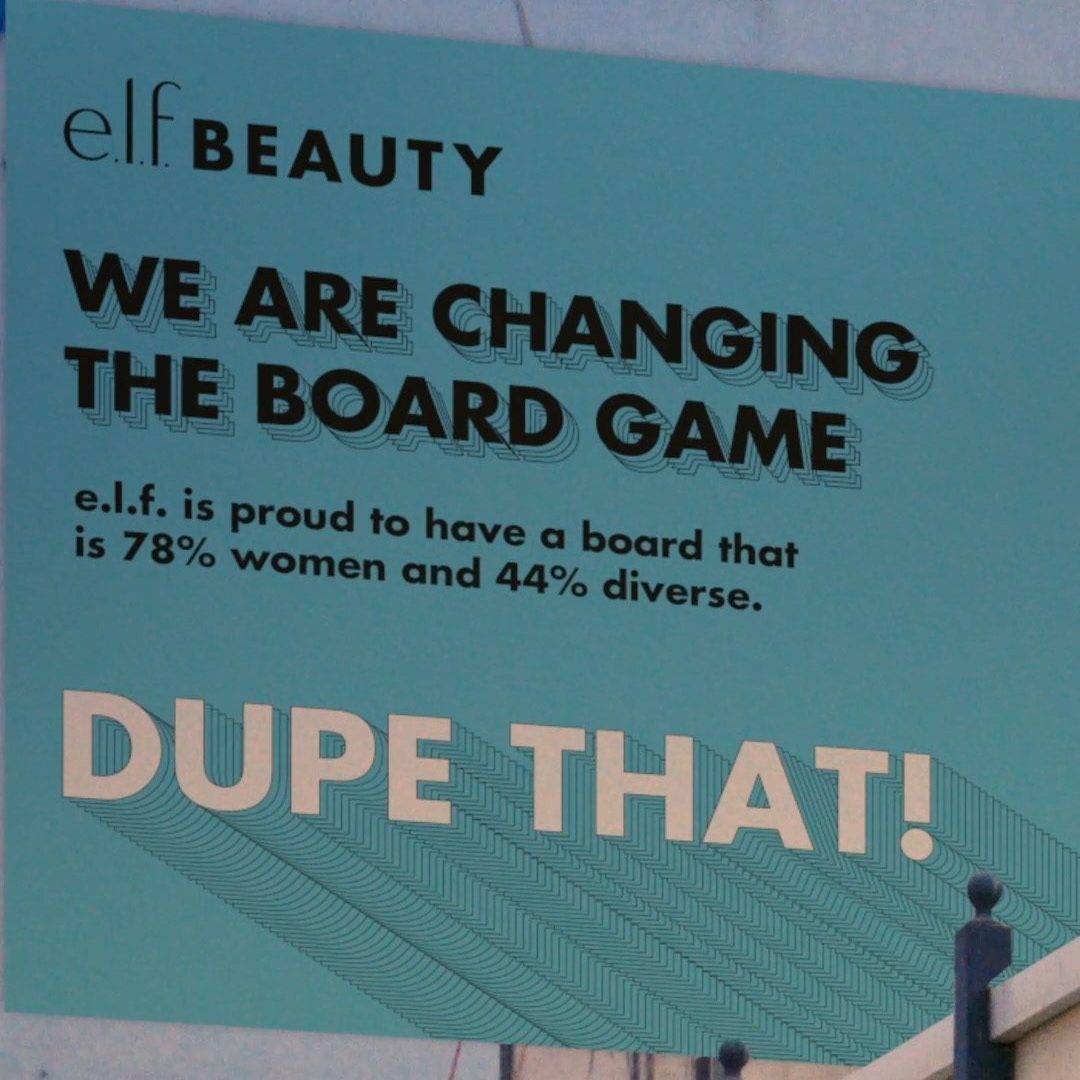 e.l.f. BEAUTY
WE ARE CHANGING
THE BOARD GAME
e.l.f. is proud to have a board that
is 78% women and 44% diverse.
DUPE THAT!